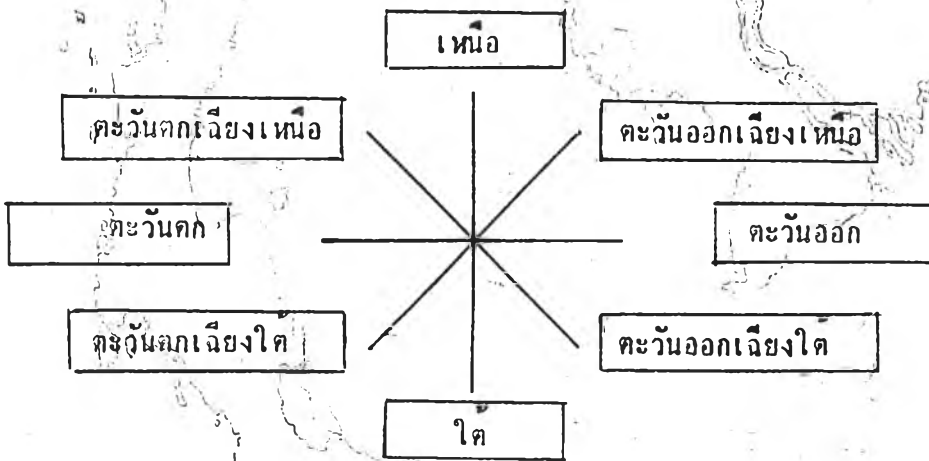 เหนือ
ตะวันตกเฉียงเหนือ
ตะวันออกเฉียงเหนือ
ตะวันตก
ตะวันออก
ตะวันตกเฉียงใต้
ตะวันออกเฉียงใต้
ใต้